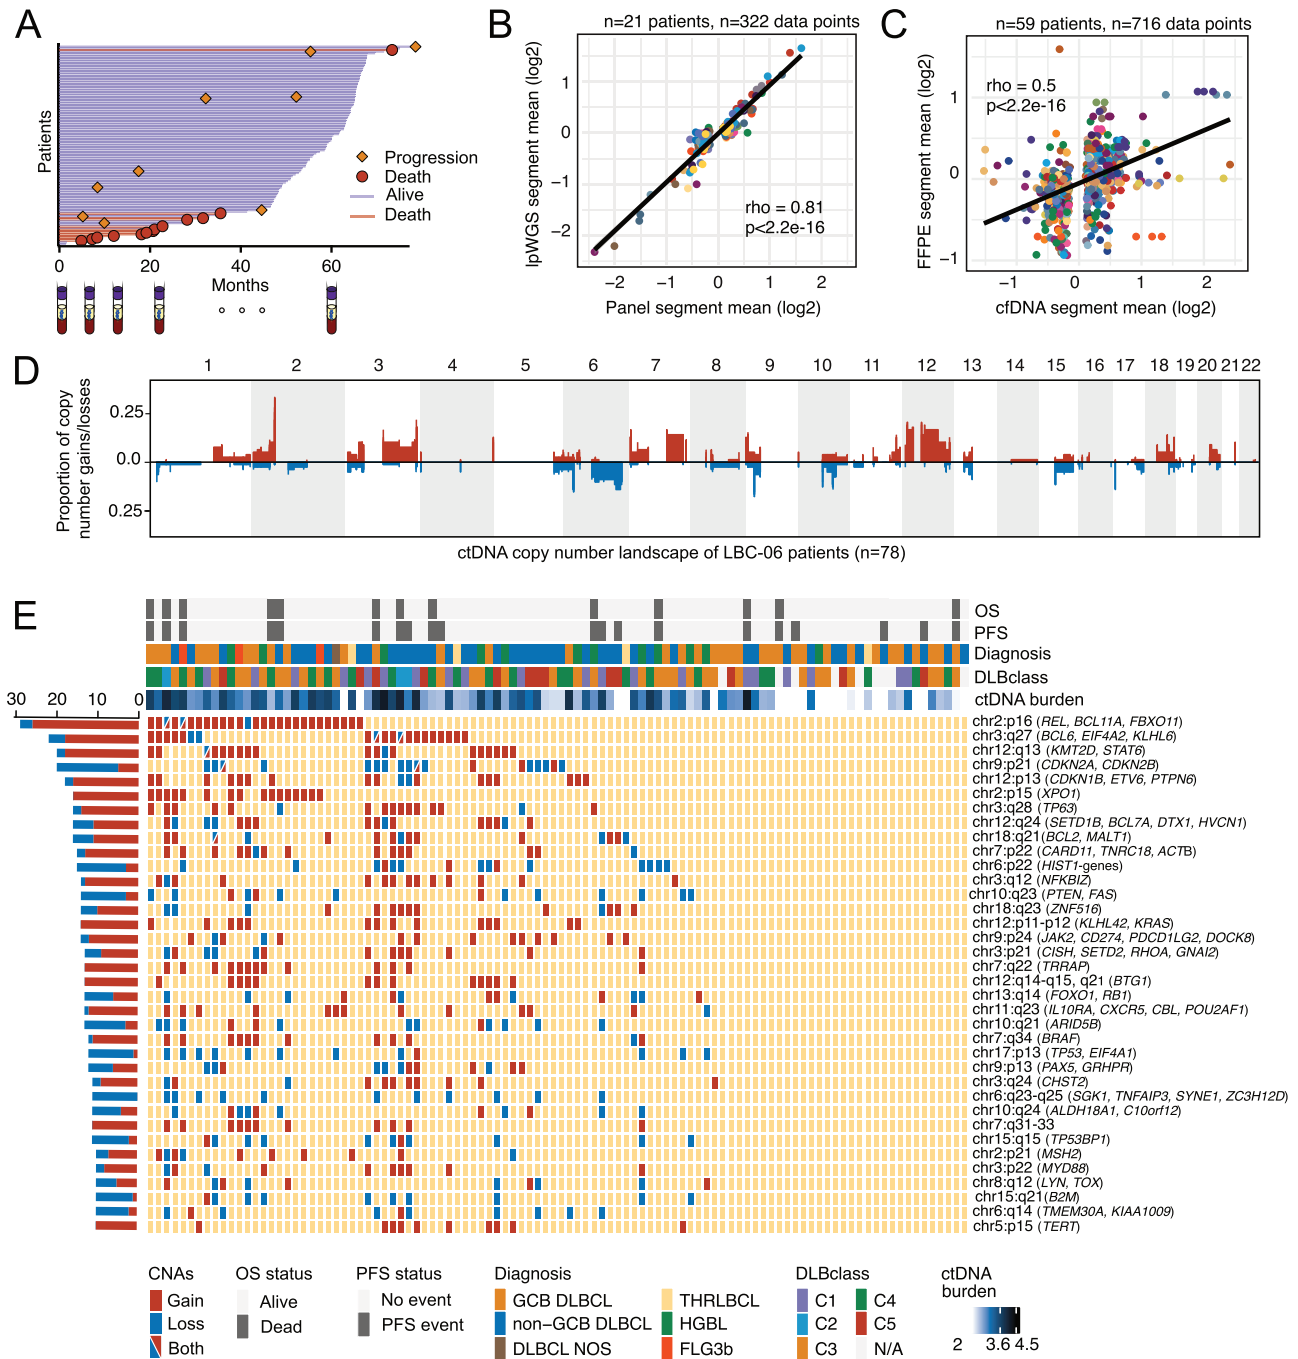 A
Patients
Progression
Death
Alive
Death
0 20 40 60
Months
B
n=21 patients, n=322 data points
lpWGS segment mean (log2)
1
0
−1
−2
rho = 0.81
p<2.2e-16
−2 −1 0 1 2
Panel segment mean (log2)
C
n=59 patients, n=716 data points
FFPE segment mean (log2)
rho = 0.5
p<2.2e-16
1
0
−1
−1 0 1 2
cfDNA segment mean (log2)
D
1 2 3 4 5 6 7 8 9 10 11 12 13 14 15 16 17 18 19 20 21 22
Proportion of copy
number gains/losses
0.25
0.0
0.25
ctDNA copy number landscape of LBC-06 patients (n=78)
E
OS
PFS
Diagnosis
DLBclass
ctDNA burden
30 20 10 0
chr2:p16 (REL, BCL11A, FBXO11)
chr3:q27 (BCL6, EIF4A2, KLHL6)
chr12:q13 (KMT2D, STAT6)
chr9:p21 (CDKN2A, CDKN2B)
chr12:p13 (CDKN1B, ETV6, PTPN6)
chr2:p15 (XPO1)
chr3:q28 (TP63)
chr12:q24 (SETD1B, BCL7A, DTX1, HVCN1)
chr18:q21(BCL2, MALT1)
chr7:p22 (CARD11, TNRC18, ACTB)
chr6:p22 (HIST1-genes)
chr3:q12 (NFKBIZ)
chr10:q23 (PTEN, FAS)
chr18:q23 (ZNF516)
chr12:p11-p12 (KLHL42, KRAS)
chr9:p24 (JAK2, CD274, PDCD1LG2, DOCK8)
chr3:p21 (CISH, SETD2, RHOA, GNAI2)
chr7:q22 (TRRAP)
chr12:q14-q15, q21 (BTG1)
chr13:q14 (FOXO1, RB1)
chr11:q23 (IL10RA, CXCR5, CBL, POU2AF1)
chr10:q21 (ARID5B)
chr7:q34 (BRAF)
chr17:p13 (TP53, EIF4A1)
chr9:p13 (PAX5, GRHPR)
chr3:q24 (CHST2)
chr6:q23-q25 (SGK1, TNFAIP3, SYNE1, ZC3H12D)
chr10:q24 (ALDH18A1, C10orf12)
chr7:q31-33
chr15:q15 (TP53BP1)
chr2:p21 (MSH2)
chr3:p22 (MYD88)
chr8:q12 (LYN, TOX)
chr15:q21(B2M)
chr6:q14 (TMEM30A, KIAA1009)
chr5:p15 (TERT)
CNAs
Gain
Loss
Both
OS status
Alive
Dead
PFS status
No event
PFS event
Diagnosis
GCB DLBCL
non−GCB DLBCL
DLBCL NOS
THRLBCL
HGBL
FLG3b
DLBclass
C1
C2
C3
C4
C5
N/A
ctDNA
burden
2 3.6 4.5